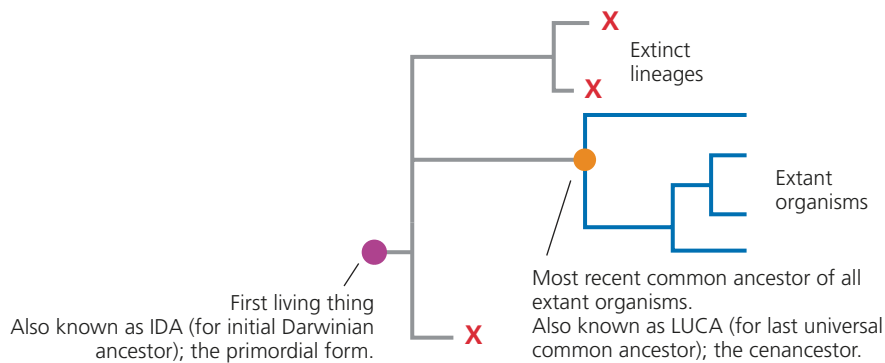 X
Extinct
lineages
X
Extant
organisms
First living thing
Also known as IDA (for initial Darwinian
ancestor); the primordial form.
Most recent common ancestor of all
extant organisms.
Also known as LUCA (for last universal
common ancestor); the cenancestor.
X